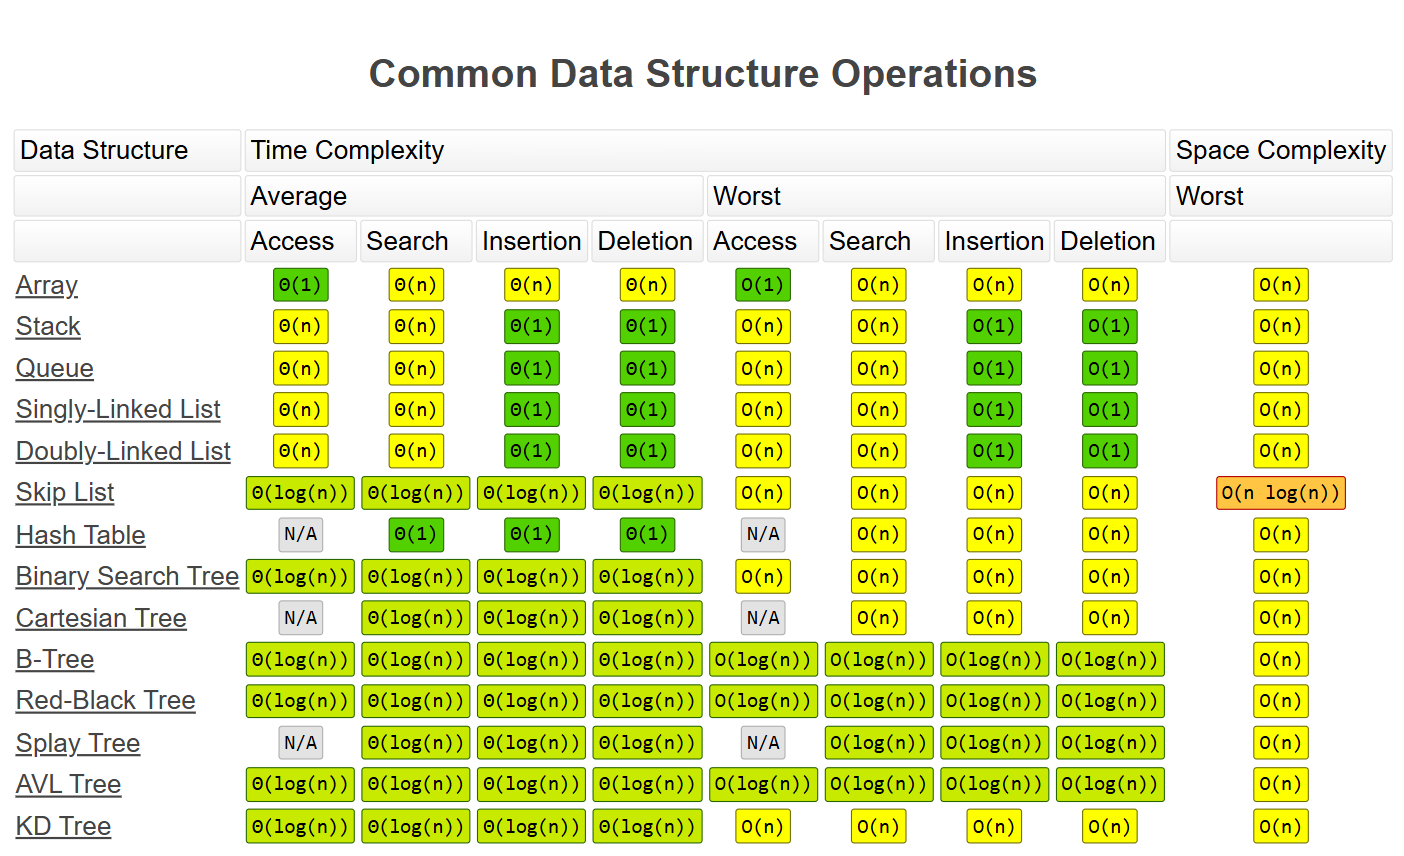 Common Data Structure Operations
Data Structure Time Complexity Space Complexity
Average Worst Worst
Access Search Insertion Deletion Access Search Insertion Deletion
Array Θ(1) Θ(n) Θ(n) Θ(n) O(1) O(n) O(n) O(n) O(n)
Stack Θ(n) Θ(n) Θ(1) Θ(1) O(n) O(n) O(1) O(1) O(n)
Queue Θ(n) Θ(n) Θ(1) Θ(1) O(n) O(n) O(1) O(1) O(n)
Singly-Linked List Θ(n) Θ(n) Θ(1) Θ(1) O(n) O(n) O(1) O(1) O(n)
Doubly-Linked List Θ(n) Θ(n) Θ(1) Θ(1) O(n) O(n) O(1) O(1) O(n)
Skip List Θ(log(n)) Θ(log(n)) Θ(log(n)) Θ(log(n)) O(n) O(n) O(n) O(n) O(n log(n))
Hash Table N/A Θ(1) Θ(1) Θ(1) N/A O(n) O(n) O(n) O(n)
Binary Search Tree Θ(log(n)) Θ(log(n)) Θ(log(n)) Θ(log(n)) O(n) O(n) O(n) O(n) O(n)
Cartesian Tree N/A Θ(log(n)) Θ(log(n)) Θ(log(n)) N/A O(n) O(n) O(n) O(n)
B-Tree Θ(log(n)) Θ(log(n)) Θ(log(n)) Θ(log(n)) O(log(n)) O(log(n)) O(log(n)) O(log(n)) O(n)
Red-Black Tree Θ(log(n)) Θ(log(n)) Θ(log(n)) Θ(log(n)) O(log(n)) O(log(n)) O(log(n)) O(log(n)) O(n)
Splay Tree N/A Θ(log(n)) Θ(log(n)) Θ(log(n)) N/A O(log(n)) O(log(n)) O(log(n)) O(n)
AVL Tree Θ(log(n)) Θ(log(n)) Θ(log(n)) Θ(log(n)) O(log(n)) O(log(n)) O(log(n)) O(log(n)) O(n)
KD Tree Θ(log(n)) Θ(log(n)) Θ(log(n)) Θ(log(n)) O(n) O(n) O(n) O(n) O(n)